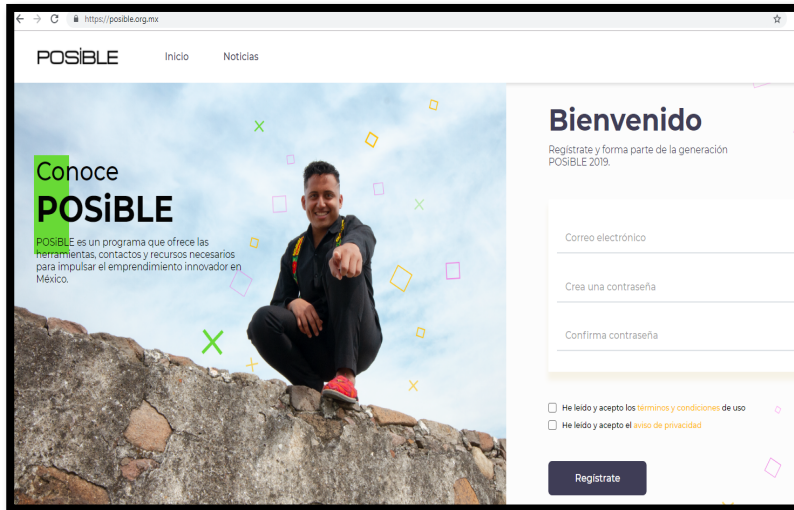 https://posible.org.mx
POSiBLE
Inicio
Noticias
Conoce
POSiBLE
POSiBLE es un programa que ofrece las
herramientas, contactos y recursos necesarios
para impulsar el emprendimiento innovador en
México.
Bienvenido
Regístrate y forma parte de la generación
POSiBLE 2019.
Correo electrónico
Crea una contraseña
Confirma contraseña
He leido y acepto los términos y condiciones de uso
He leido y acepto el aviso de privacidad
Regístrate